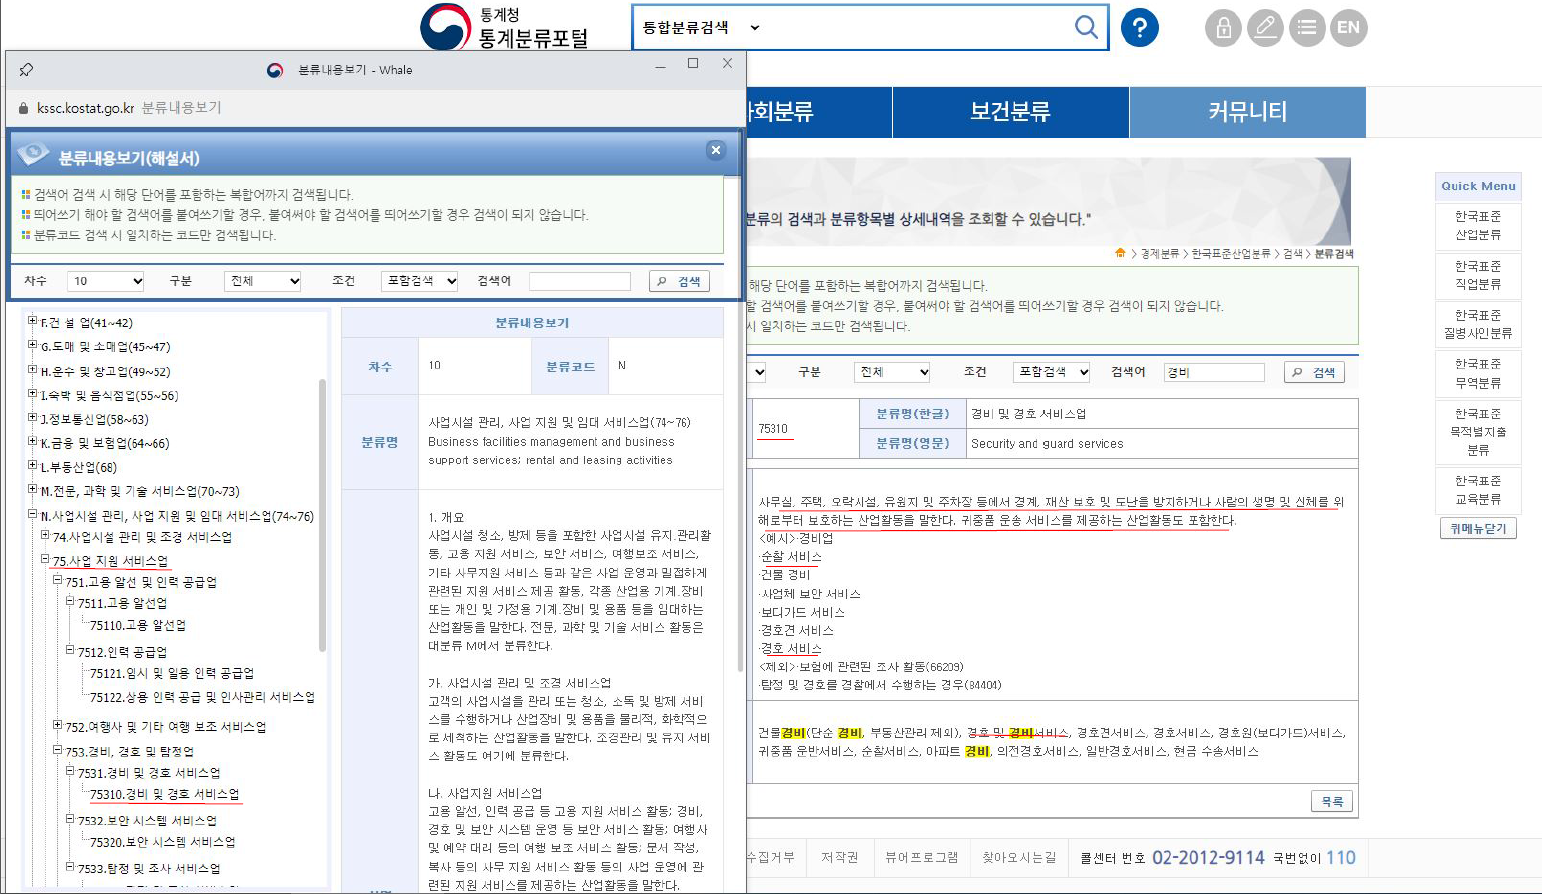 통계청
통계분류포털
통합분류검색
?
EN
분류내용보기 - Whale
kssc.kostat.go.kr 분류내용보기
분류내용보기(해설서)
검색어 검색 시 해당 단어를 포함하는 복합어까지 검색됩니다.
띄어쓰기 해야 할 검색어를 붙여쓰기할 경우, 붙여써야 할 검색어를 띄어쓰기할 경우 검색이 되지 않습니다.
분류코드 검색 시 일치하는 코드만 검색됩니다.
차수 10 구분 전체 조건 포함검색 검색어 검색
F.건 설 업(41~42)
G.도매 및 소매업(45~47)
H.운수 및 창고업(49~52)
I.숙박 및 음식점업(55~56)
J.정보통신업(58~63)
K.금융 및 보험업(64~66)
L.부동산업(68)
M.전문, 과학 및 기술 서비스업(70~73)
N.사업시설 관리, 사업 지원 및 임대 서비스업(74~76)
74.사업시설 관리 및 조경 서비스업
75.사업 지원 서비스업
751.고용 알선 및 인력 공급업
7511.고용 알선업
75110.고용 알선업
7512.인력 공급업
75121.임시 및 일용 인력 공급업
75122.상용 인력 공급 및 인사관리 서비스업
752.여행사 및 기타 여행 보조 서비스업
753.경비, 경호 및 탐정업
7531.경비 및 경호 서비스업
75310.경비 및 경호 서비스업
7532.보안 시스템 서비스업
75320.보안 시스템 서비스업
7533.탐정 및 조사 서비스업
분류내용보기
차수 10 분류코드 N
분류명
사업시설 관리, 사업 지원 및 임대 서비스업(74~76)
Business facilities management and business
support services; rental and leasing activities
1. 개요
사업시설 청소, 방제 등을 포함한 사업시설 유지.관리활
동, 고용 지원 서비스, 보안 서비스, 여행보조 서비스,
기타 사무지원 서비스 등과 같은 사업 운영과 밀접하게
관련된 지원 서비스 제공 활동, 각종 산업용 기계.장비
또는 개인 및 가정용 기계.장비 및 용품 등을 임대하는
산업활동을 말한다. 전문, 과학 및 기술 서비스 활동은
대분류 M에서 분류한다.
가. 사업시설 관리 및 조경 서비스업
고객의 사업시설을 관리 또는 청소, 소독 및 방제 서비
스를 수행하거나 산업장비 및 용품을 물리적, 화학적으
로 세척하는 산업활동을 말한다. 조경관리 및 유지 서비
스 활동도 여기에 분류한다.
나. 사업지원 서비스업
고용 알선, 인력 공급 등 고용 지원 서비스 활동; 경비,
경호 및 보안 시스템 운영 등 보안 서비스 활동; 여행사
및 예약 대리 등의 여행 보조 서비스 활동; 문서 작성,
복사 등의 사무 지원 서비스 활동 등의 사업 운영에 관
련된 지원 서비스를 제공하는 산업활동을 말한다.
회분류 보건분류 커뮤니티
분류의 검색과 분류항목별 상세내역을 조회할 수 있습니다."
> 경제분류 > 한국표준산업분류 > 검색 > 분류검색
해당 단어를 포함하는 복합어까지 검색됩니다.
할 검색어를 붙여쓰기할 경우, 붙여써야 할 검색어를 띄어쓰기할 경우 검색이 되지 않습니다.
시 일치하는 코드만 검색됩니다.
구분 전체 조건 포함검색 검색어 경비 검색
75310
분류명(한글) 경비 및 경호 서비스업
분류명(영문) Security and guard services
사무실, 주택, 오락시설, 유원지 및 주차장 등에서 경계, 재산 보호 및 도난을 방지하거나 사람의 생명 및 신체를 위
해로부터 보호하는 산업활동을 말한다. 귀중품 운송 서비스를 제공하는 산업활동도 포함한다.
<예시>·경비업
·순찰 서비스
·건물 경비
·사업체 보안 서비스
·보디가드 서비스
·경호견 서비스
·경호 서비스
<제외>·보험에 관련된 조사 활동(66209)
·탐정 및 경호를 경찰에서 수행하는 경우(84404)
건물경비(단순 경비, 부동산관리 제외), 경호 및 경비서비스, 경호견서비스, 경호서비스, 경호원(보디가드)서비스,
귀중품 운반서비스, 순찰서비스, 아파트 경비, 의전경호서비스, 일반경호서비스, 현금 수송서비스
목록
수집거부 저작권 뷰어프로그램 찾아오시는길 콜센터 번호 02-2012-9114 국번없이 110
Quick Menu
한국표준
산업분류
한국표준
직업분류
한국표준
질병사인분류
한국표준
무역분류
한국표준
목적별지출
분류
한국표준
교육분류
퀵메뉴닫기